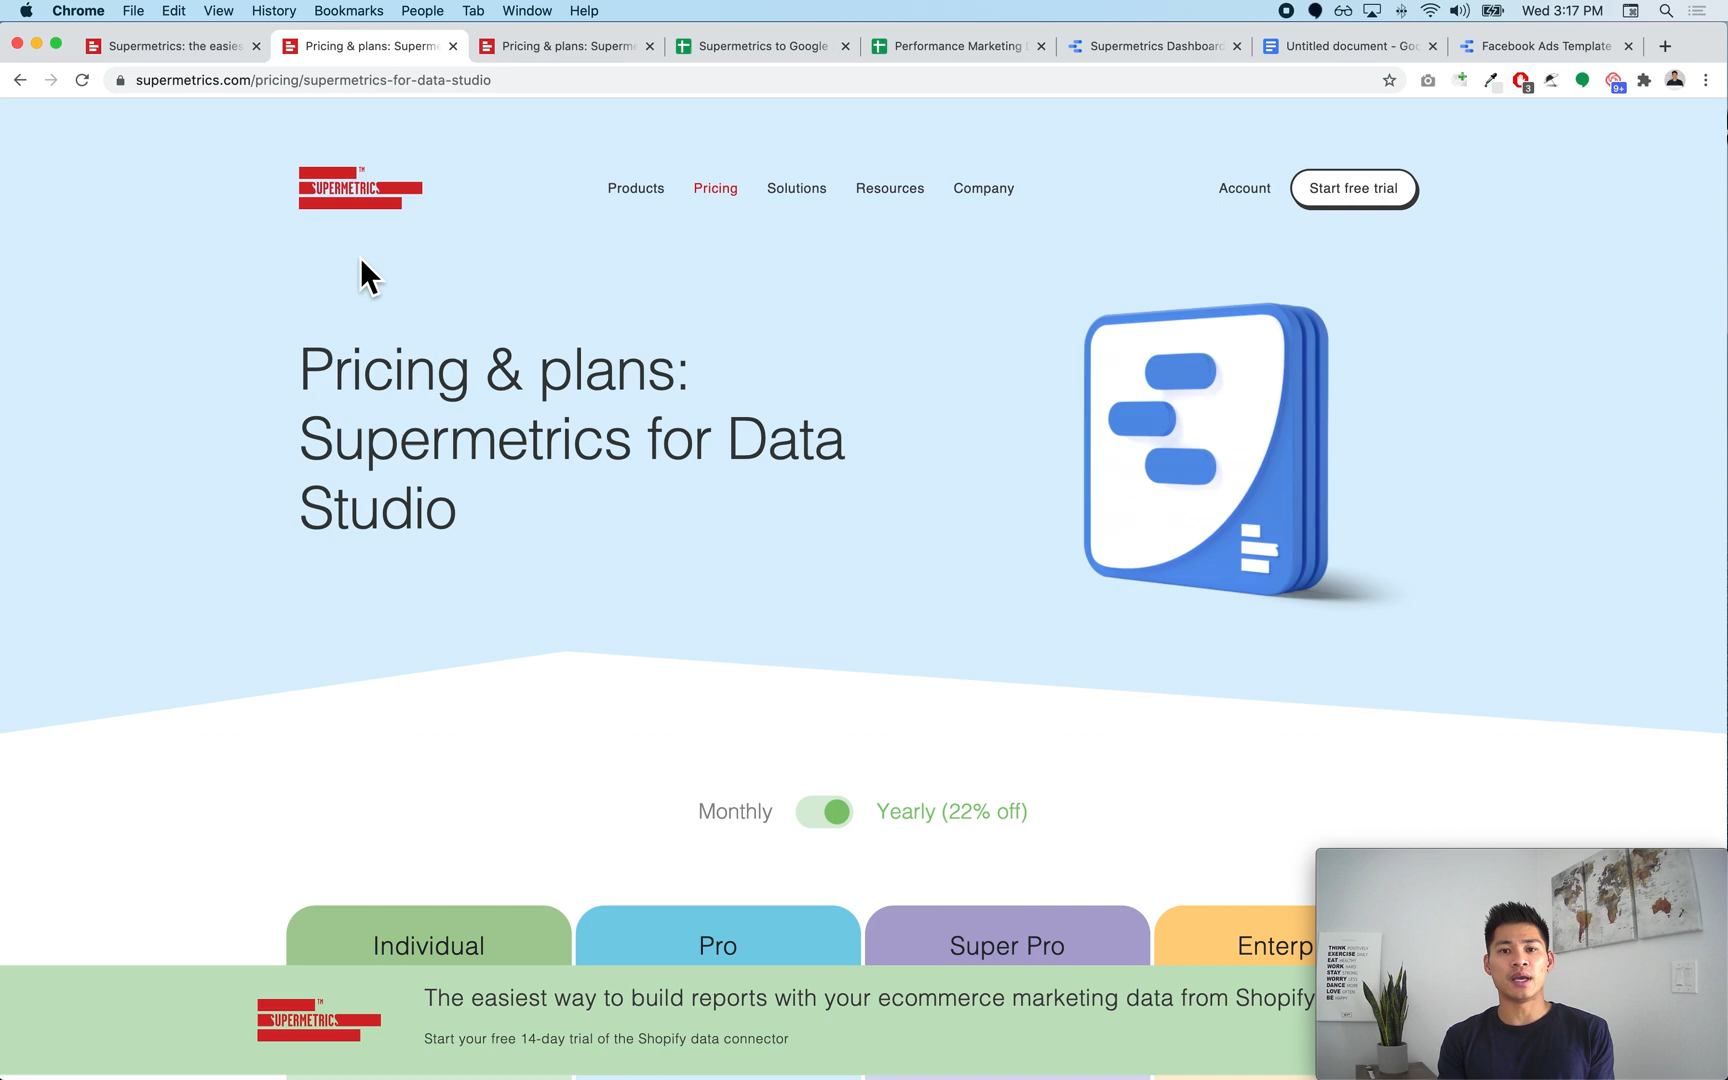 Chrome File Edit View History Bookmarks People Tab Window Help Wed 3:17 PM
Supermetrics: the easies Pricing & plans: Superme Pricing & plans: Superme Supermetrics to Google Performance Marketing Supermetrics Dashboard Untitled document - Goo Facebook Ads Template
supermetrics.com/pricing/supermetrics-for-data-studio 3 9+
SUPERMETRICS™ Products Pricing Solutions Resources Company Account Start free trial
Pricing & plans:
Supermetrics for Data
Studio
Monthly Yearly (22% off)
Individual Pro Super Pro Enterp
SUPERMETRICS™
The easiest way to build reports with your ecommerce marketing data from Shopify
Start your free 14-day trial of the Shopify data connector
THINK POSITIVELY
EXERCISE DAILY
EAT HEALTHY
WORK HARD
STAY STRONG
WORRY LESS
DANCE MORE
LOVE OFTEN
BE HAPPY